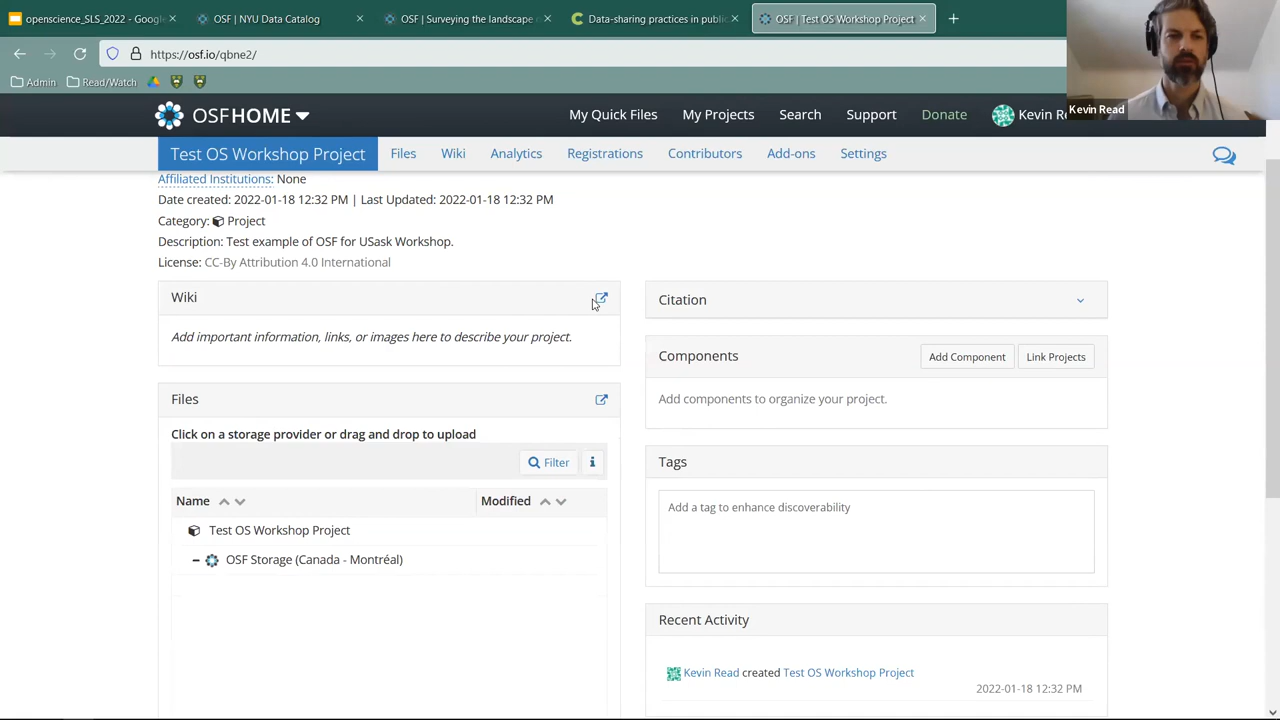 openscience_SLS_2022 - Google
OSF | NYU Data Catalog
OSF | Surveying the landscape
Data-sharing practices in public
OSF | Test OS Workshop Project
https://osf.io/qbne2/
Admin
Read/Watch
Kevin Read
OSFHOME
My Quick Files
My Projects
Search
Support
Donate
Kevin Re
Test OS Workshop Project
Files
Wiki
Analytics
Registrations
Contributors
Add-ons
Settings
Affiliated Institutions: None
Date created: 2022-01-18 12:32 PM | Last Updated: 2022-01-18 12:32 PM
Category: Project
Description: Test example of OSF for USask Workshop.
License: CC-By Attribution 4.0 International
Wiki
Add important information, links, or images here to describe your project.
Files
Click on a storage provider or drag and drop to upload
Filter
i
Name
Modified
Test OS Workshop Project
OSF Storage (Canada - Montréal)
Citation
Components
Add Component
Link Projects
Add components to organize your project.
Tags
Add a tag to enhance discoverability
Recent Activity
Kevin Read created Test OS Workshop Project
2022-01-18 12:32 PM